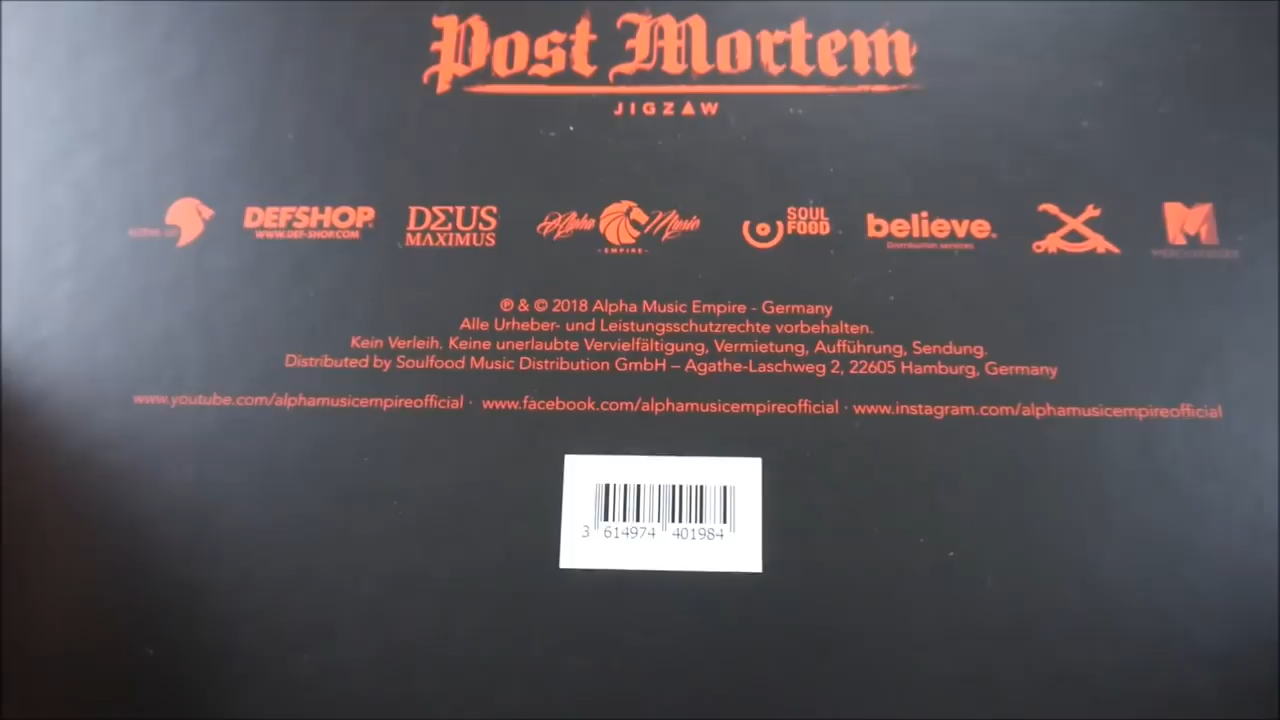 Post Mortem
JIGZAW
DEFSHOP
WWW.DEF-SHOP.COM
DΣUS
MAXIMUS
Alpha Music
EMPIRE
SOUL
FOOD
believe.
Distribution services
℗ & © 2018 Alpha Music Empire - Germany
Alle Urheber- und Leistungsschutzrechte vorbehalten.
Kein Verleih. Keine unerlaubte Vervielfältigung, Vermietung, Aufführung, Sendung.
Distributed by Soulfood Music Distribution GmbH – Agathe-Laschweg 2, 22605 Hamburg, Germany
www.youtube.com/alphamusicempireofficial · www.facebook.com/alphamusicempireofficial · www.instagram.com/alphamusicempireofficial
3 614974 401984